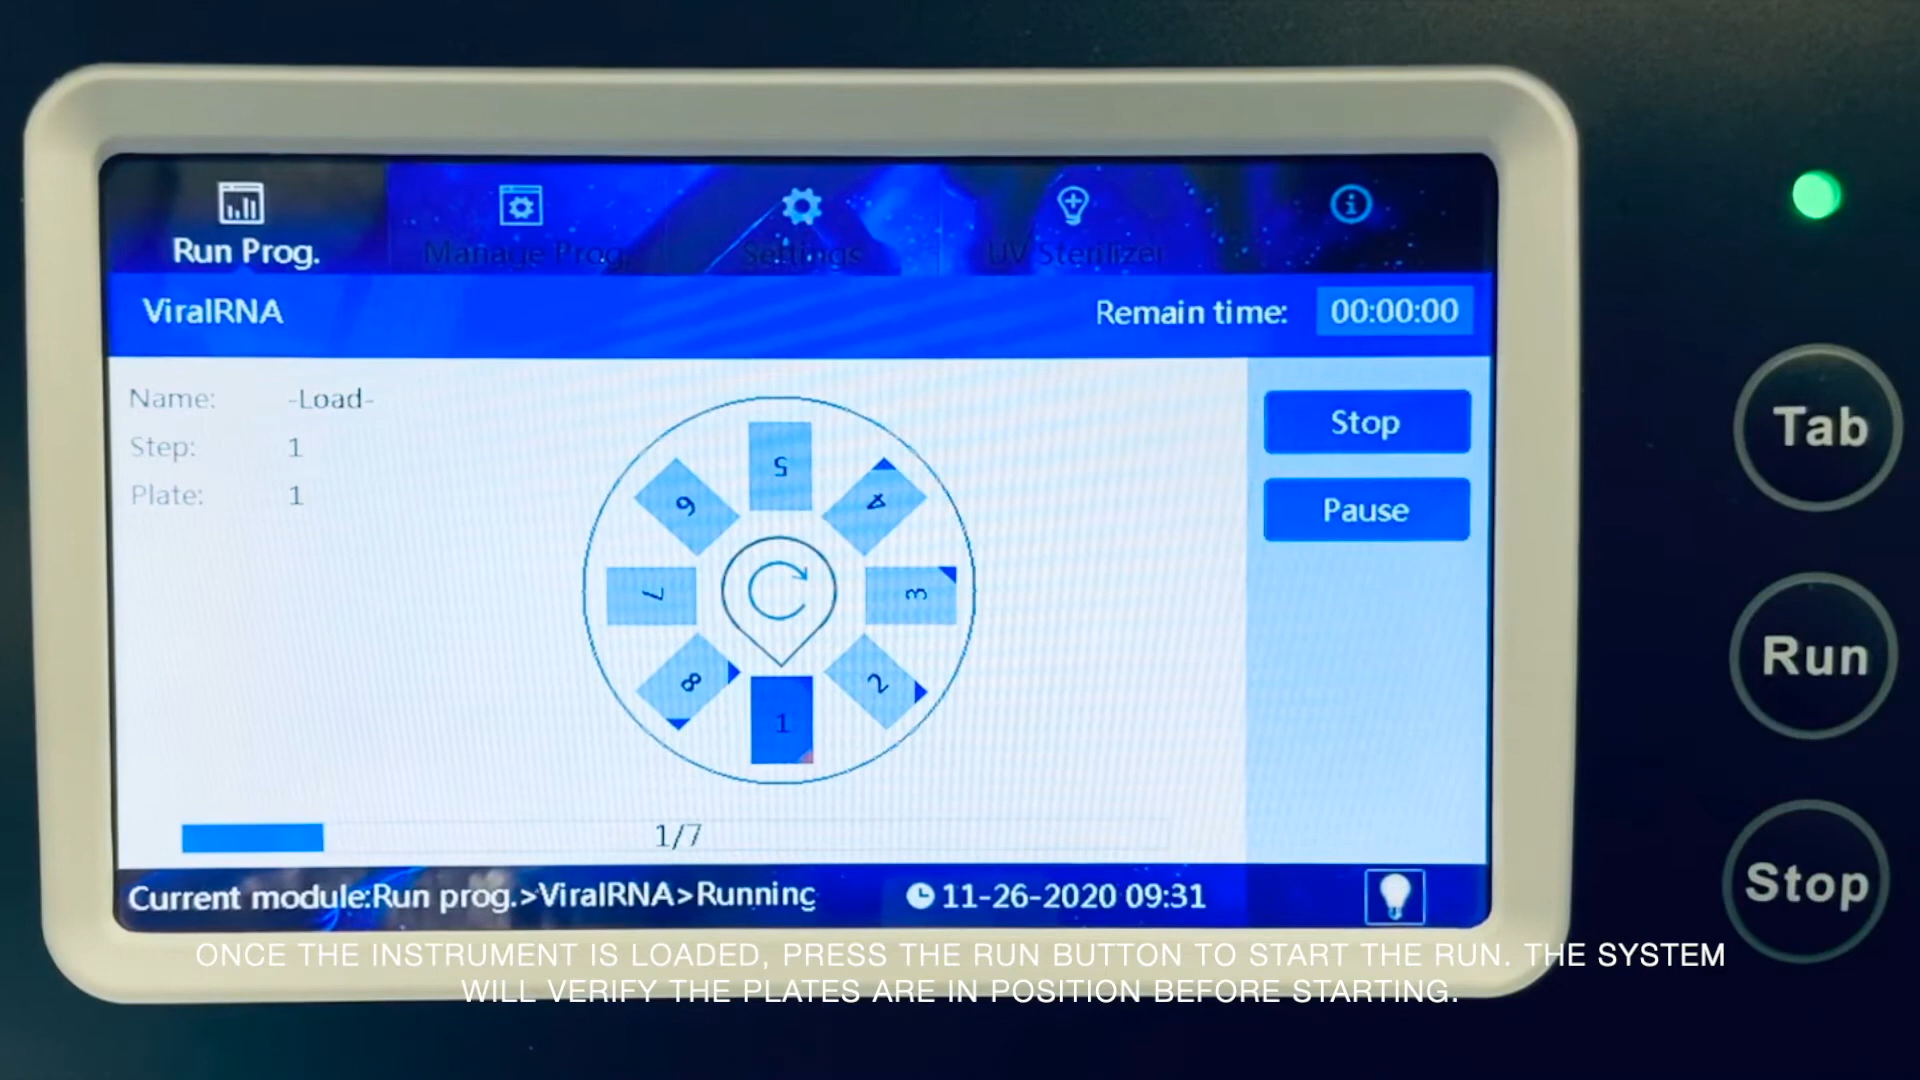 Run Prog.
Manage Prog.
Settings
UV Sterilizer
ViralRNA
Remain time: 00:00:00
Name: -Load-
Step: 1
Plate: 1
5
6
4
7
3
8
2
1
Stop
Pause
1/7
Current module:Run prog.>ViralRNA>Running
11-26-2020 09:31
Tab
Run
Stop
ONCE THE INSTRUMENT IS LOADED, PRESS THE RUN BUTTON TO START THE RUN. THE SYSTEM
WILL VERIFY THE PLATES ARE IN POSITION BEFORE STARTING.